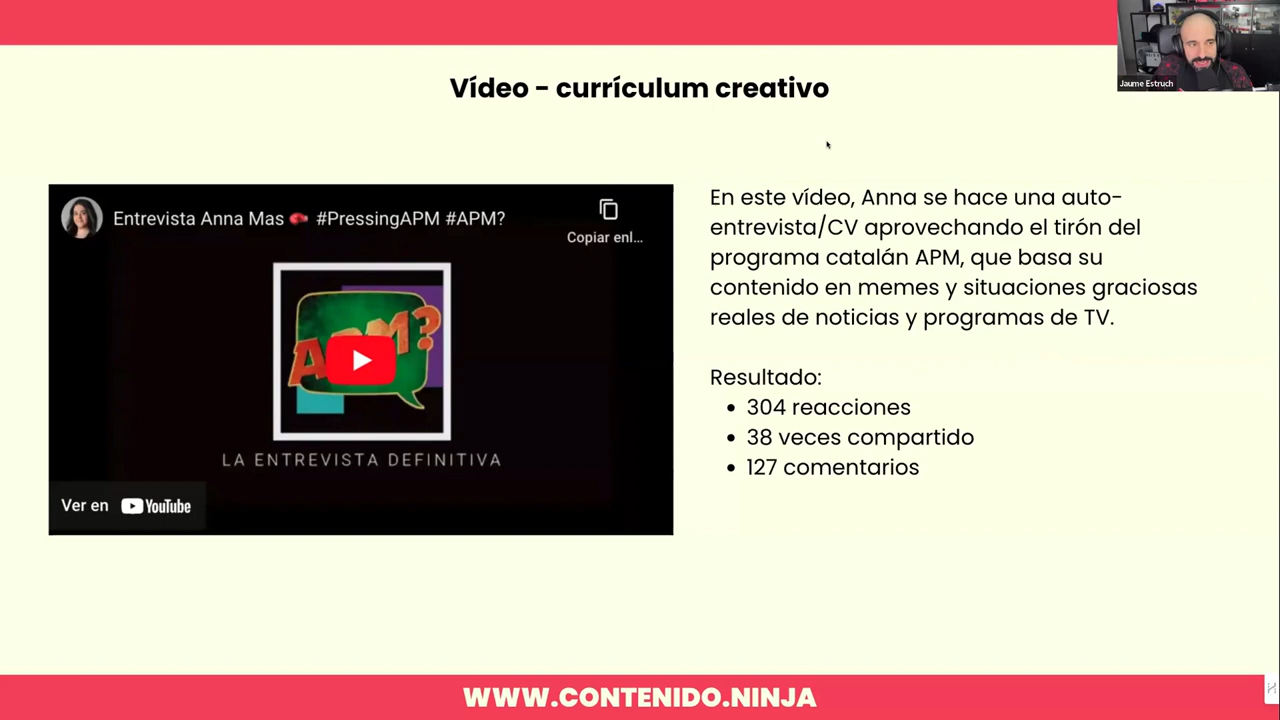 Vídeo - currículum creativo
Jaume Estruch
Entrevista Anna Mas 🥊 #PressingAPM #APM?
Copiar enl...
APM?
LA ENTREVISTA DEFINITIVA
Ver en YouTube
En este vídeo, Anna se hace una auto-
entrevista/CV aprovechando el tirón del
programa catalán APM, que basa su
contenido en memes y situaciones graciosas
reales de noticias y programas de TV.
Resultado:
• 304 reacciones
• 38 veces compartido
• 127 comentarios
WWW.CONTENIDO.NINJA